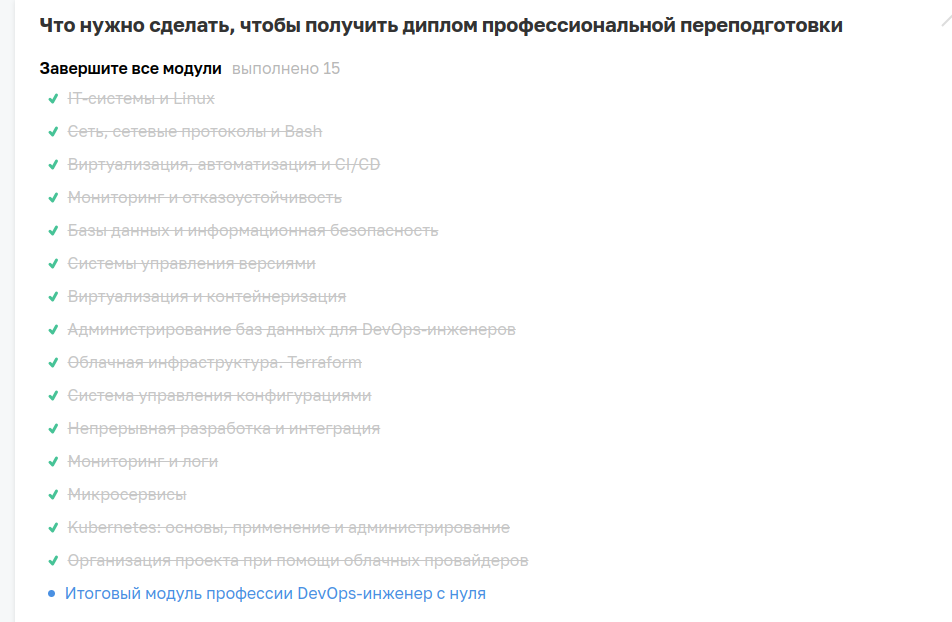 Что нужно сделать, чтобы получить диплом профессиональной переподготовки
Завершите все модули выполнено 15
IT-системы и Linux
Сеть, сетевые протоколы и Bash
Виртуализация, автоматизация и CI/CD
Мониторинг и отказоустойчивость
Базы данных и информационная безопасность
Системы управления версиями
Виртуализация и контейнеризация
Администрирование баз данных для DevOps-инженеров
Облачная инфраструктура. Terraform
Система управления конфигурациями
Непрерывная разработка и интеграция
Мониторинг и логи
Микросервисы
Kubernetes: основы, применение и администрирование
Организация проекта при помощи облачных провайдеров
Итоговый модуль профессии DevOps-инженер с нуля